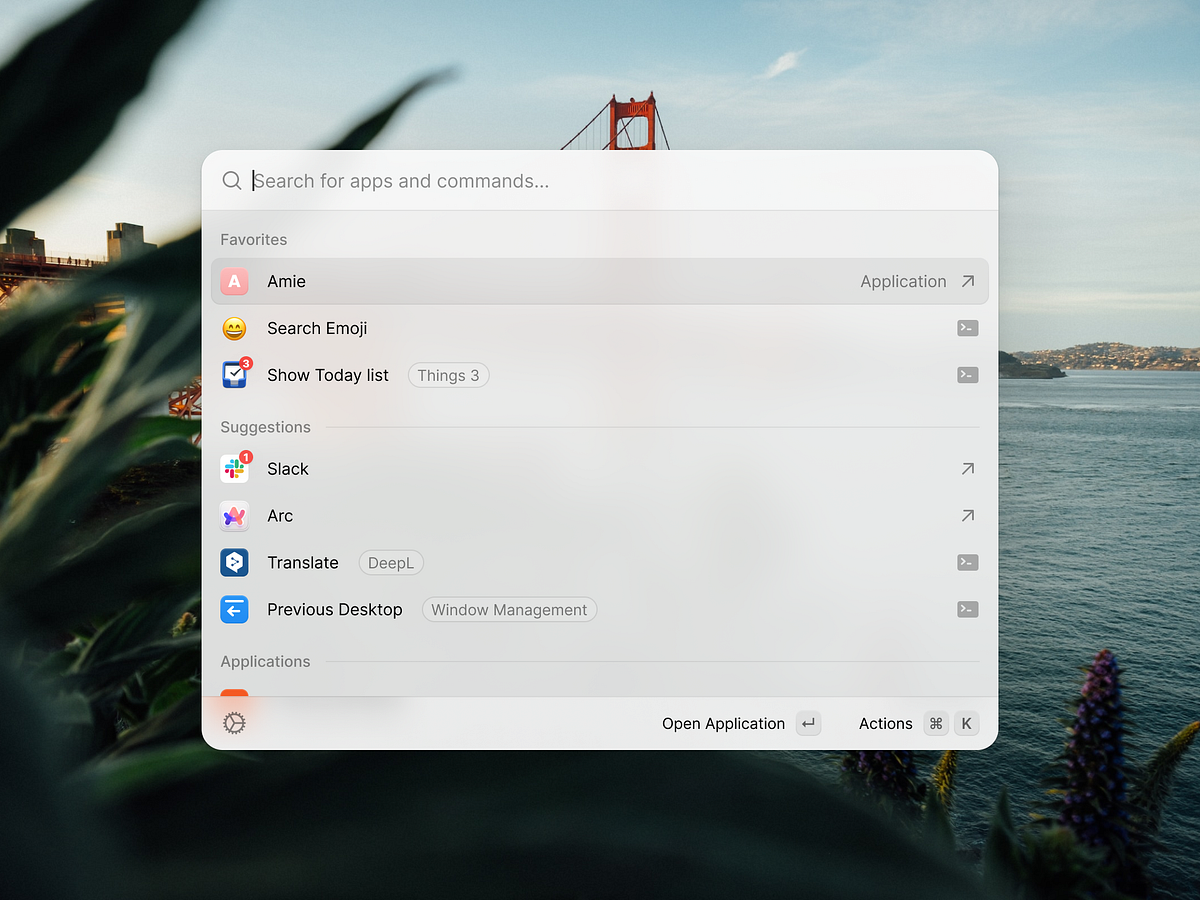 Search for apps and commands...
Favorites
A Amie Application
Search Emoji
3 Show Today list Things 3
Suggestions
1 Slack
Arc
Translate DeepL
Previous Desktop Window Management
Applications
Open Application ↵ Actions ⌘ K